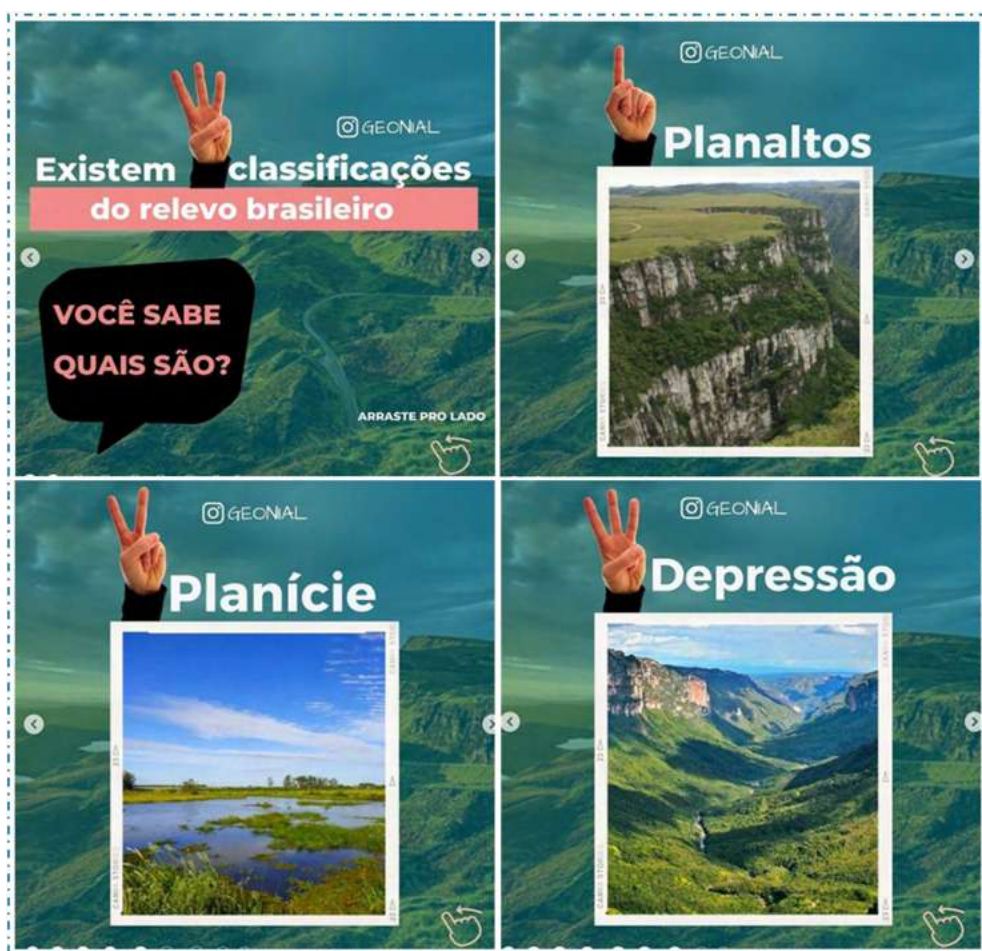 GEONIAL
Existem classificações
do relevo brasileiro
VOCÊ SABE
QUAIS SÃO?
ARRASTE PRO LADO
GEONIAL
Planaltos
GEONIAL
Planície
GEONIAL
Depressão